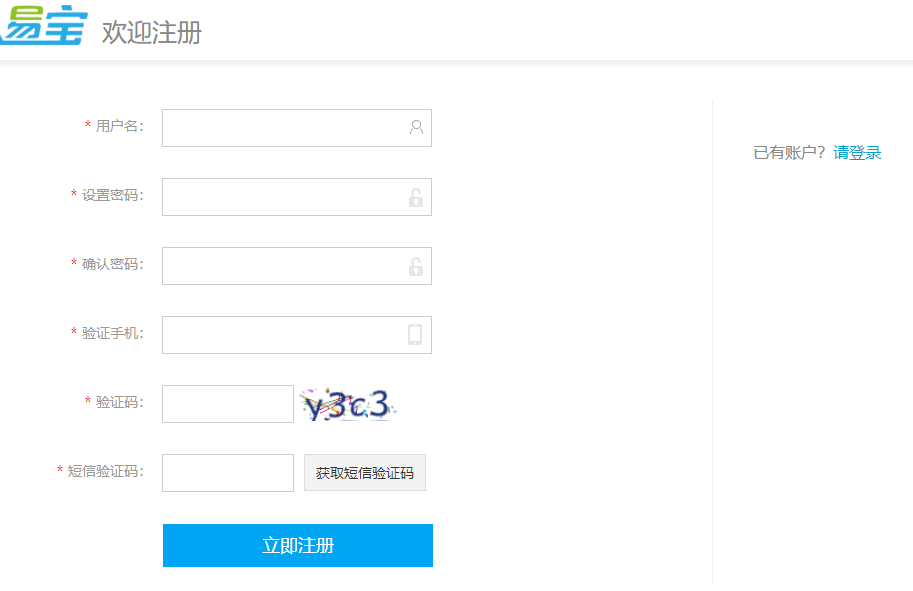 易宝 欢迎注册
* 用户名：
* 设置密码：
* 确认密码：
* 验证手机：
* 验证码： y3c3
* 短信验证码： 获取短信验证码
立即注册
已有账户？请登录